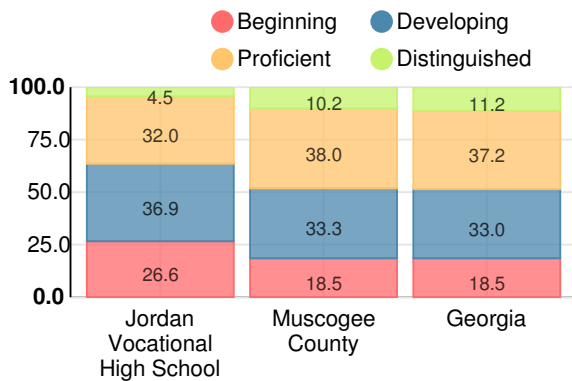 Beginning
Developing
Proficient
Distinguished
100.0
75.0
50.0
25.0
0.0
4.5
32.0
36.9
26.6
10.2
38.0
33.3
18.5
11.2
37.2
33.0
18.5
Jordan
Vocational
High School
Muscogee
County
Georgia